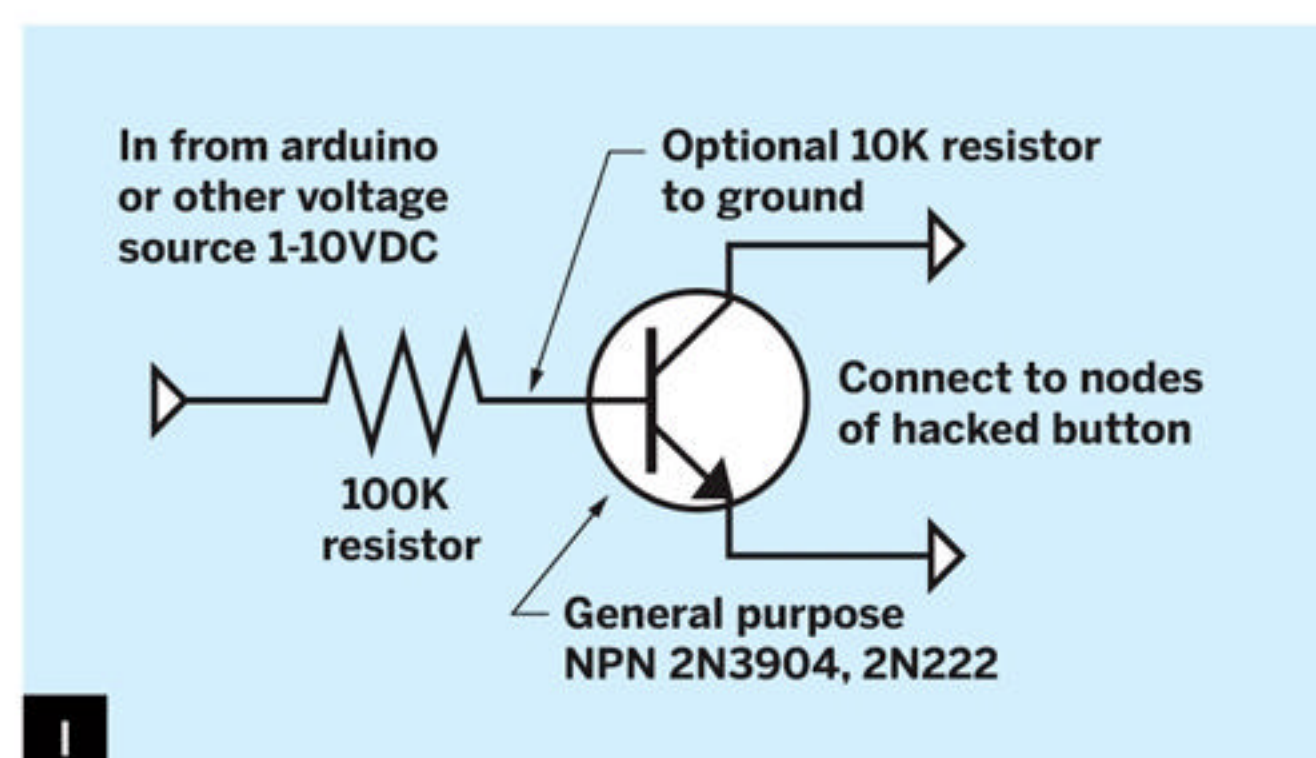 In from arduino
or other voltage
source 1-10VDC
Optional 10K resistor
to ground
Connect to nodes
of hacked button
100K
resistor
General purpose
NPN 2N3904, 2N222
I